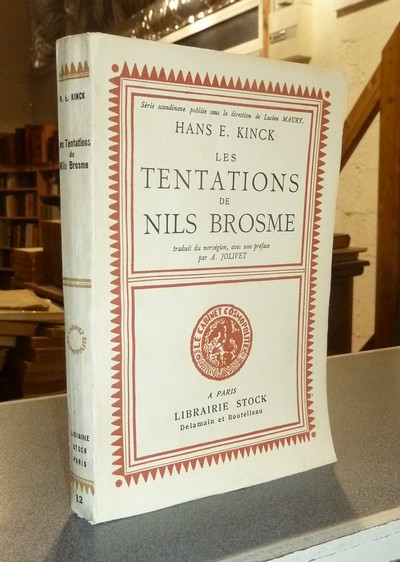 H. E. KINCK
Les Tentations
de
Nils Brosme
LIBRAIRIE
STOCK
PARIS
12
Série scandinave publiée sous la direction de Lucien MAURY.
HANS E. KINCK
LES
TENTATIONS
DE
NILS BROSME
traduit du norvégien, avec une préface
par A. JOLIVET
LE CABINET COSMOPOLITE
A PARIS
LIBRAIRIE STOCK
Delamain et Boutelleau